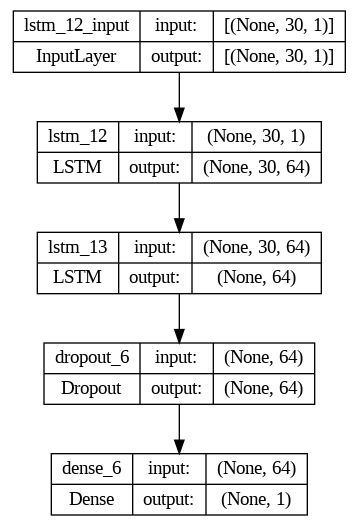 lstm_12_input input: [(None, 30, 1)]
InputLayer output: [(None, 30, 1)]
lstm_12 input: (None, 30, 1)
LSTM output: (None, 30, 64)
lstm_13 input: (None, 30, 64)
LSTM output: (None, 64)
dropout_6 input: (None, 64)
Dropout output: (None, 64)
dense_6 input: (None, 64)
Dense output: (None, 1)